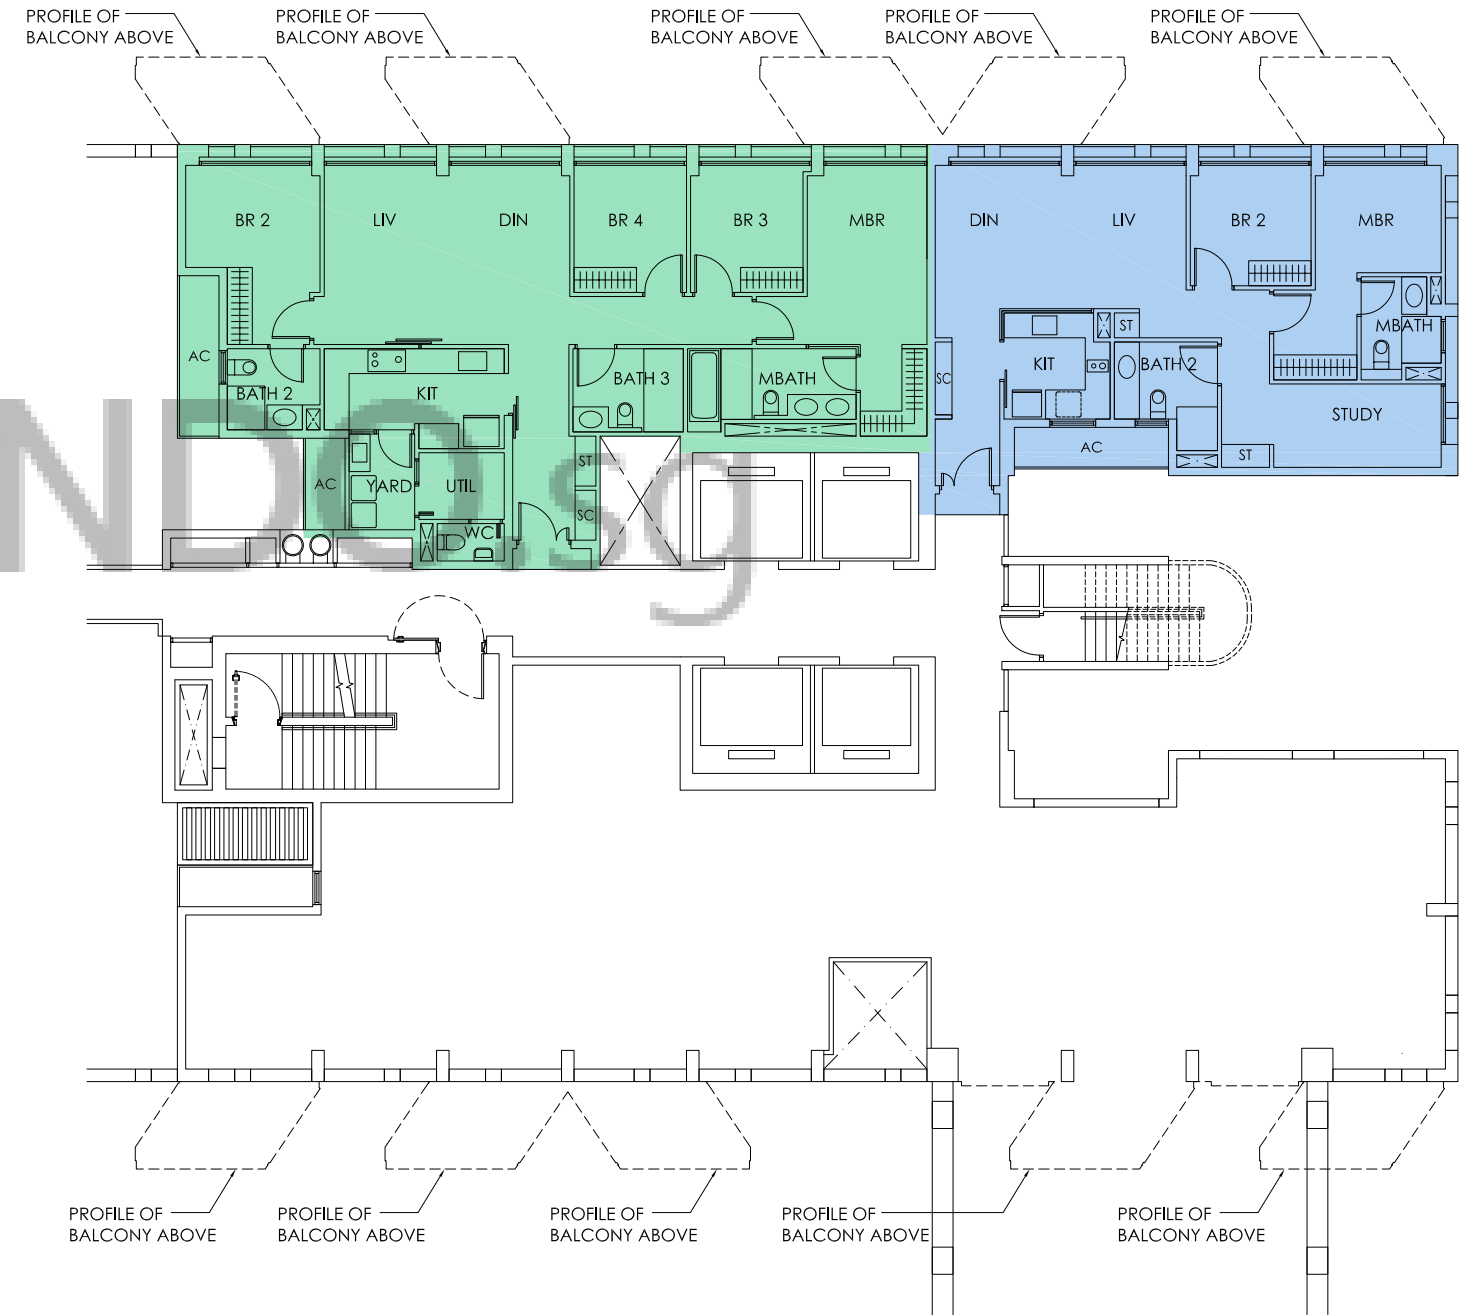 PROFILE OF
BALCONY ABOVE
PROFILE OF
BALCONY ABOVE
PROFILE OF
BALCONY ABOVE
PROFILE OF
BALCONY ABOVE
PROFILE OF
BALCONY ABOVE
BR 2
LIV
DIN
BR 4
BR 3
MBR
DIN
LIV
BR 2
MBR
ST
MBATH
AC
KIT
BATH 2
SC
BATH 2
KIT
BATH 3
MBATH
STUDY
AC
ST
ST
AC
YARD
UTIL
SC
WC
NDO.sg
PROFILE OF
BALCONY ABOVE
PROFILE OF
BALCONY ABOVE
PROFILE OF
BALCONY ABOVE
PROFILE OF
BALCONY ABOVE
PROFILE OF
BALCONY ABOVE